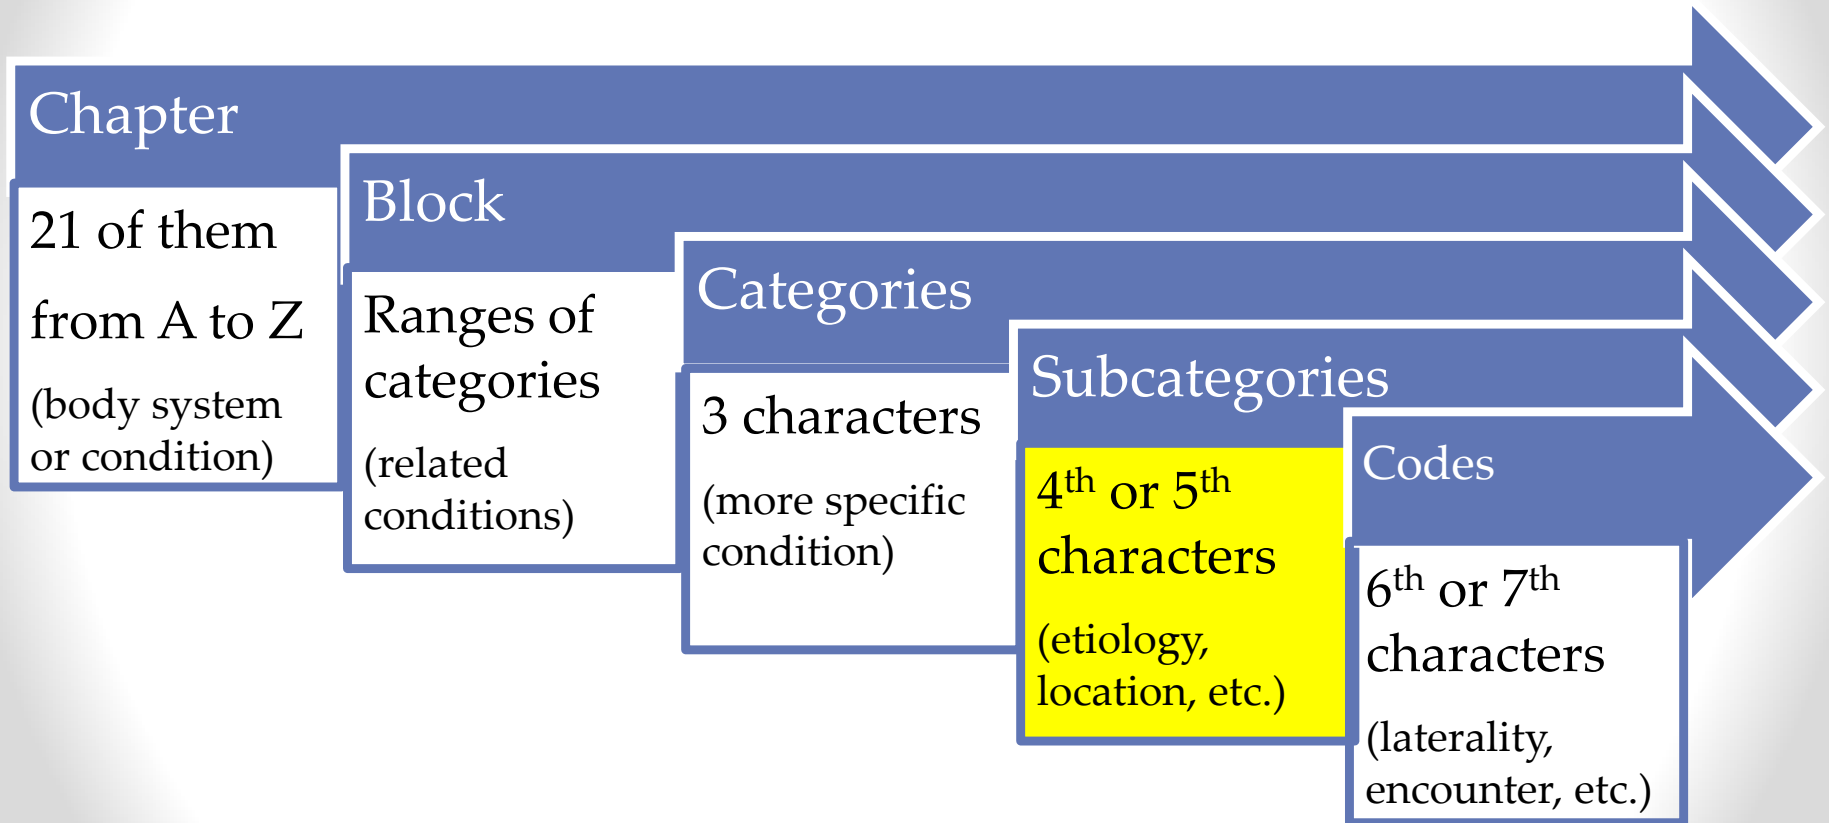 Chapter
21 of them
from A to Z
(body system
or condition)
Block
Ranges of
categories
(related
conditions)
Categories
3 characters
(more specific
condition)
Subcategories
4th or 5th
characters
(etiology,
location, etc.)
Codes
6th or 7th
characters
(laterality,
encounter, etc.)